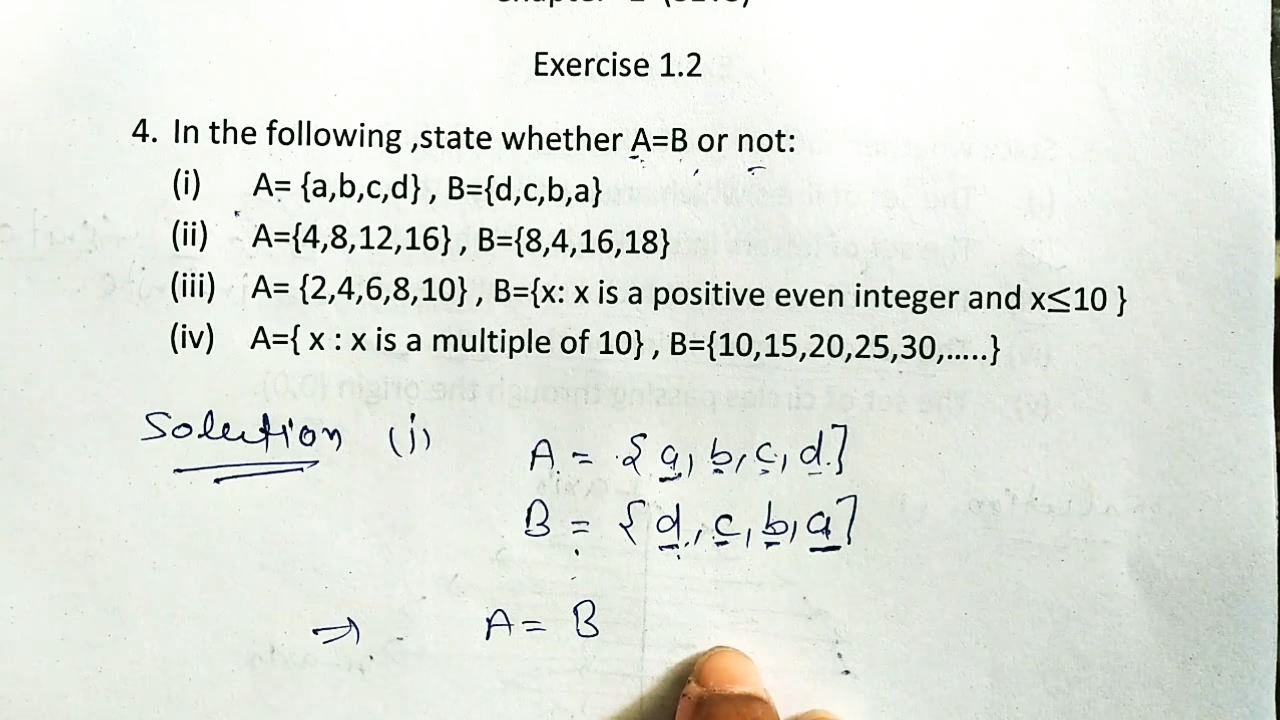 Exercise 1.2
4. In the following ,state whether A=B or not:
(i) A= {a,b,c,d} , B={d,c,b,a}
(ii) A={4,8,12,16} , B={8,4,16,18}
(iii) A= {2,4,6,8,10} , B={x: x is a positive even integer and x≤10 }
(iv) A={ x : x is a multiple of 10} , B={10,15,20,25,30,.....}
Solution (i) A = {a, b, c, d}
B = {d, c, b, a}
⇒ A = B